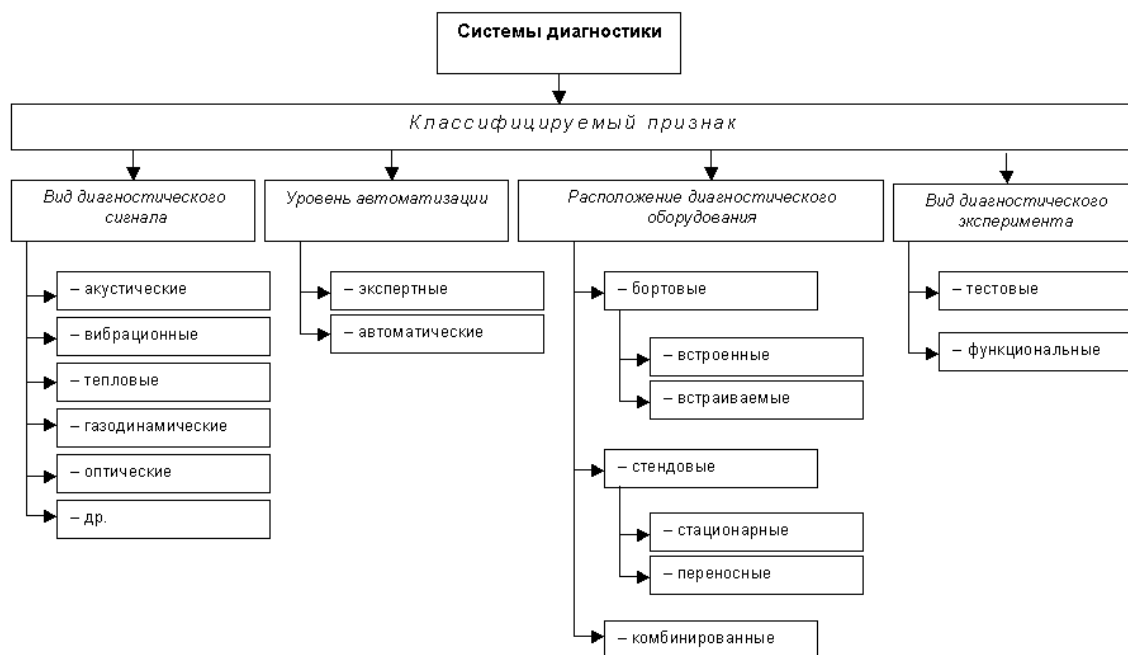 Системы диагностики
Классифицируемый признак
Вид диагностического
сигнала
– акустические
– вибрационные
– тепловые
– газодинамические
– оптические
– др.
Уровень автоматизации
– экспертные
– автоматические
Расположение диагностического
оборудования
– бортовые
– встроенные
– встраиваемые
– стендовые
– стационарные
– переносные
– комбинированные
Вид диагностического
эксперимента
– тестовые
– функциональные